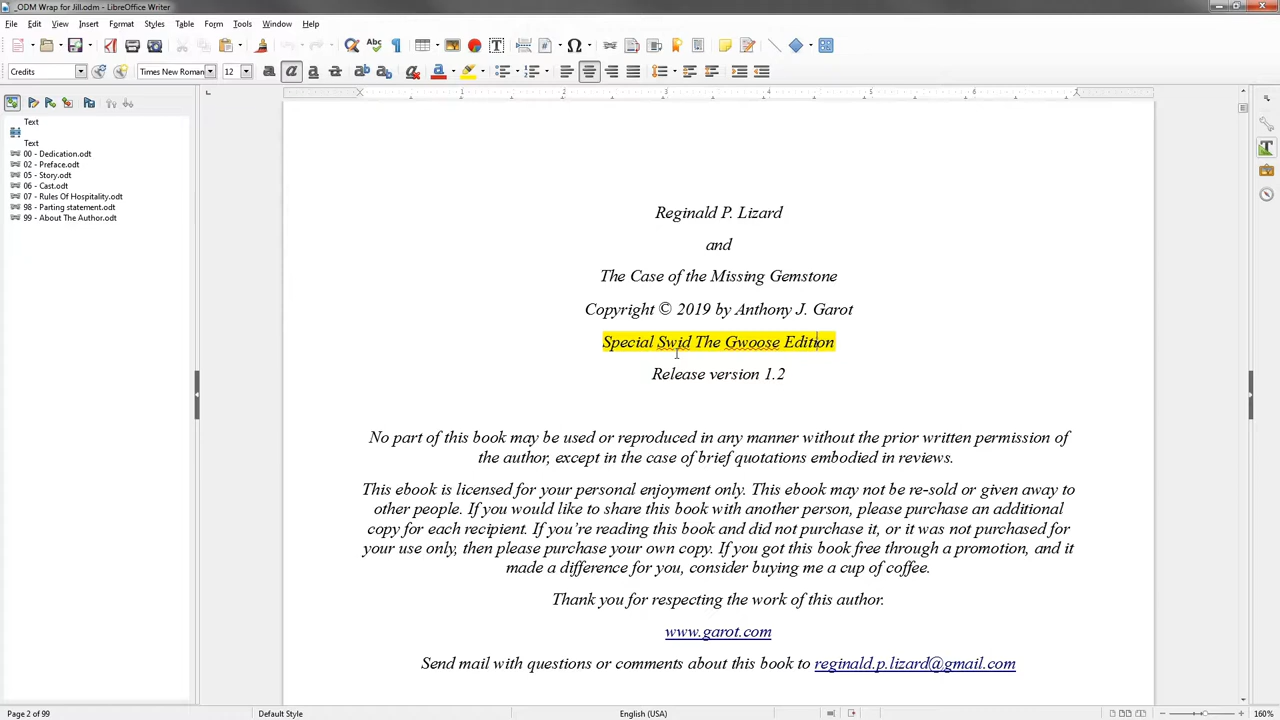 _ODM Wrap for Jill.odm - LibreOffice Writer
File Edit View Insert Format Styles Table Form Tools Window Help
Credits Times New Roman 12
1 2 3 4 5 6 7
Text
Text
00 - Dedication.odt
02 - Preface.odt
05 - Story.odt
06 - Cast.odt
07 - Rules Of Hospitality.odt
98 - Parting statement.odt
99 - About The Author.odt
Reginald P. Lizard
and
The Case of the Missing Gemstone
Copyright © 2019 by Anthony J. Garot
Special Swid The Gwoose Edition
Release version 1.2
No part of this book may be used or reproduced in any manner without the prior written permission of
the author, except in the case of brief quotations embodied in reviews.
This ebook is licensed for your personal enjoyment only. This ebook may not be re-sold or given away to
other people. If you would like to share this book with another person, please purchase an additional
copy for each recipient. If you’re reading this book and did not purchase it, or it was not purchased for
your use only, then please purchase your own copy. If you got this book free through a promotion, and it
made a difference for you, consider buying me a cup of coffee.
Thank you for respecting the work of this author.
www.garot.com
Send mail with questions or comments about this book to reginald.p.lizard@gmail.com
Page 2 of 99 Default Style English (USA) 160%